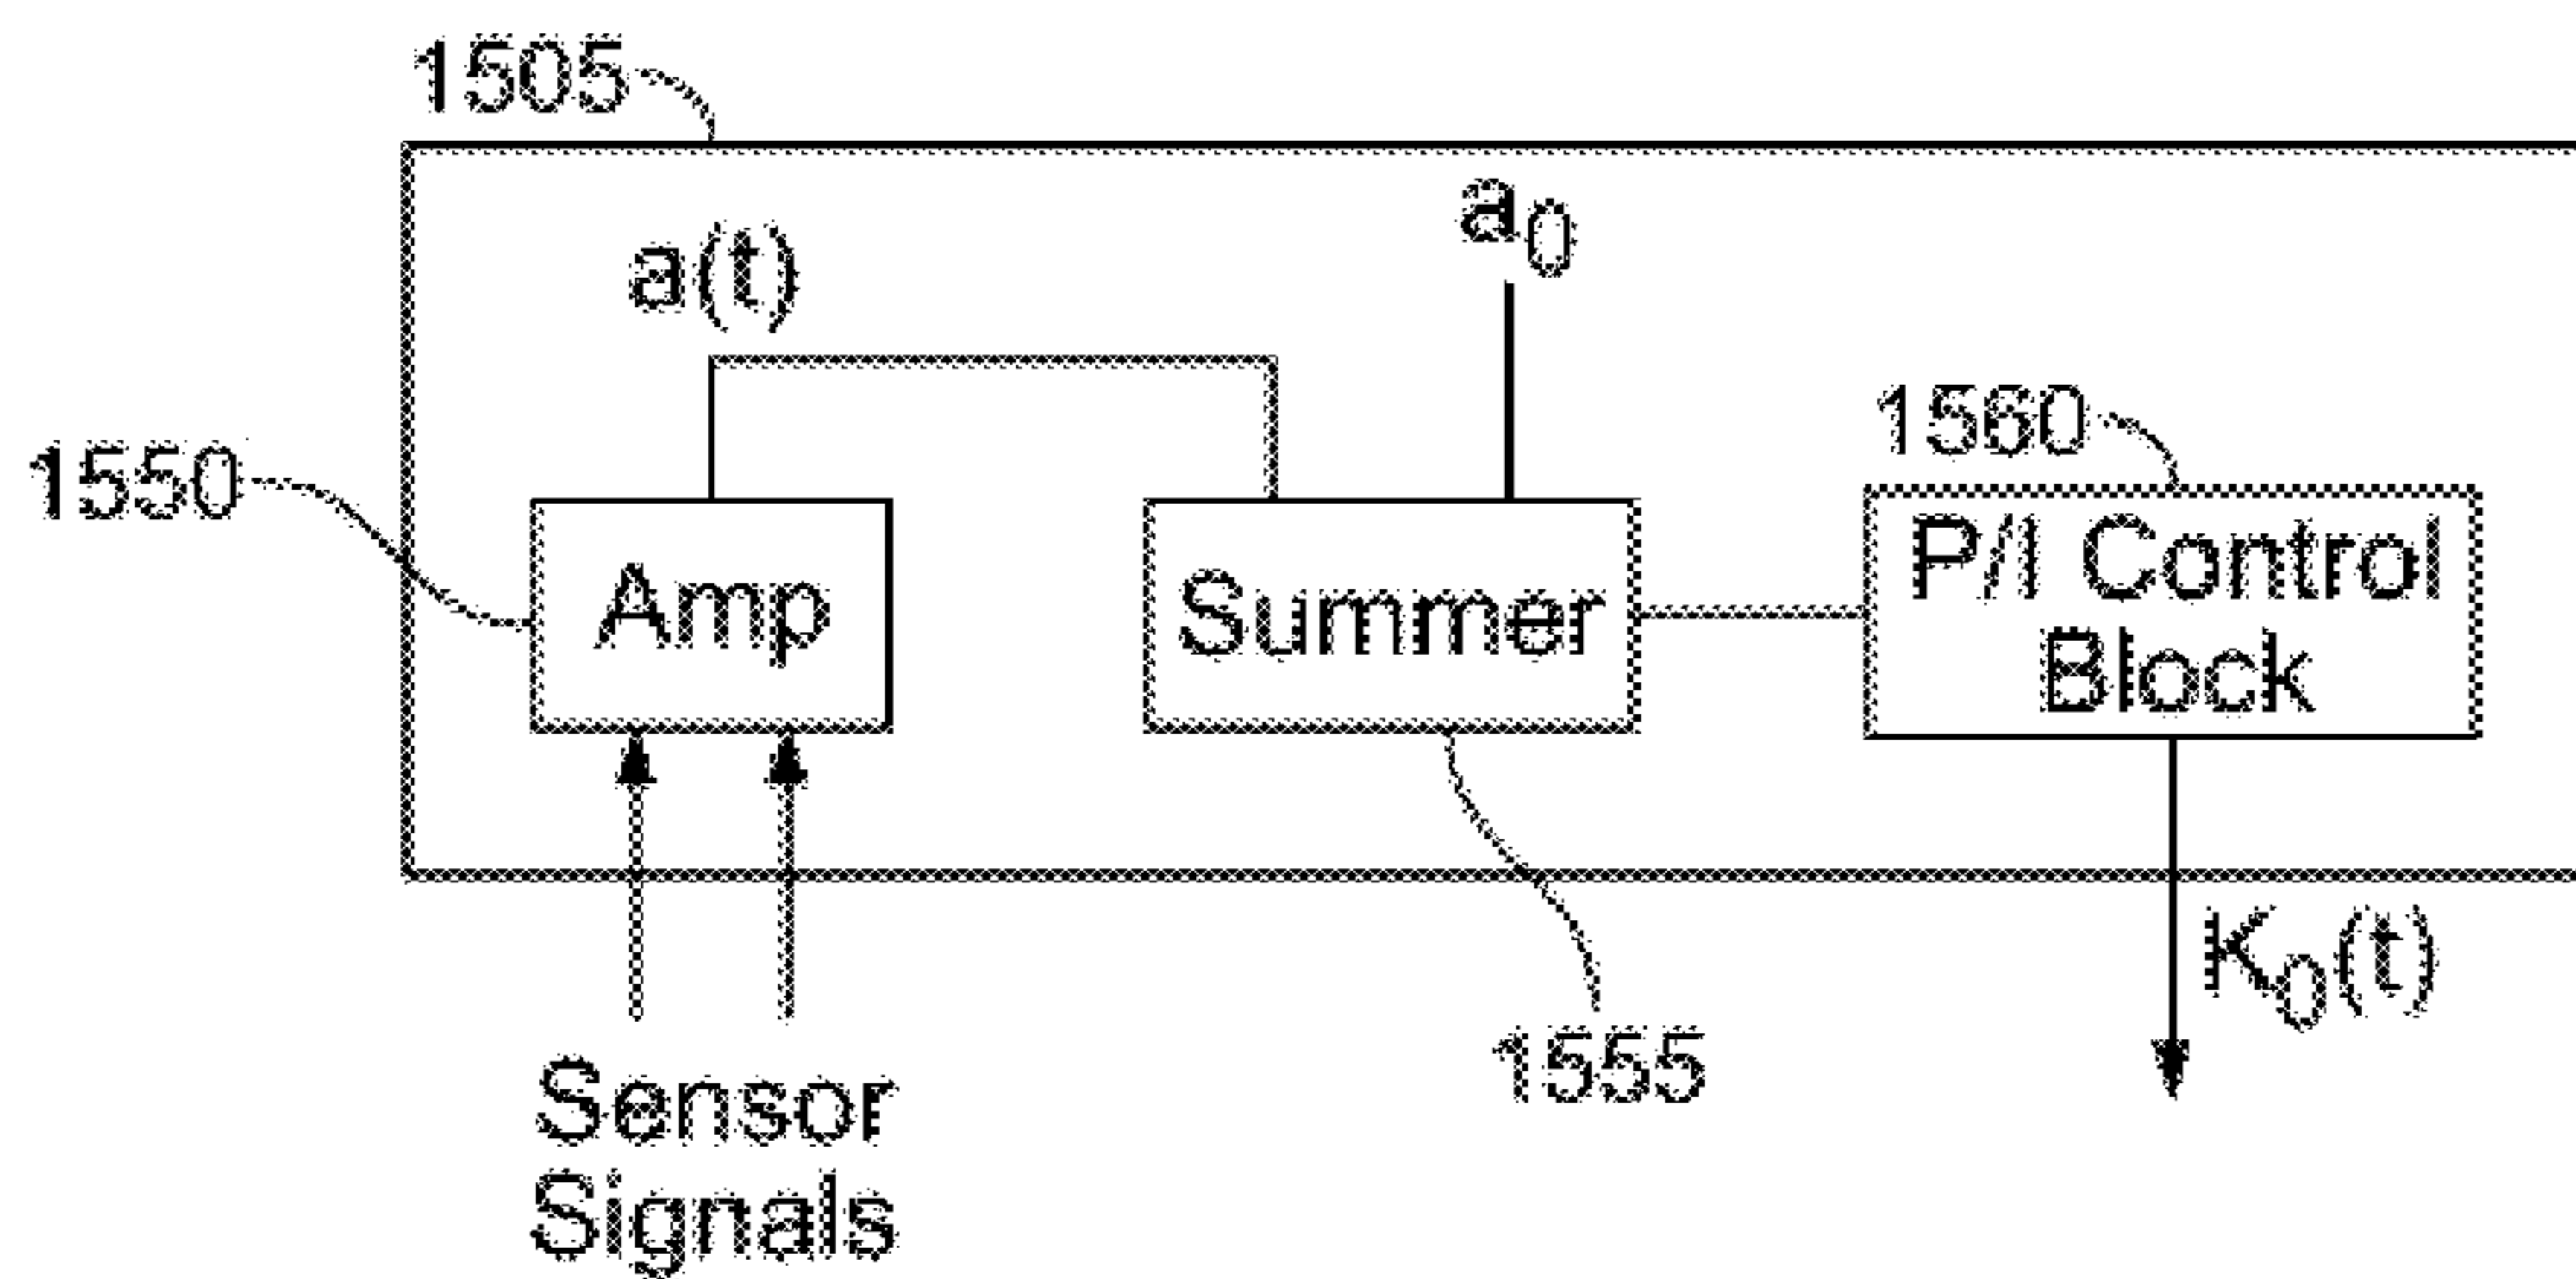 1505
a(t)
a₀
1550
1560
Amp
Summer
P/I Control
Block
K₀(t)
1555
Sensor
Signals